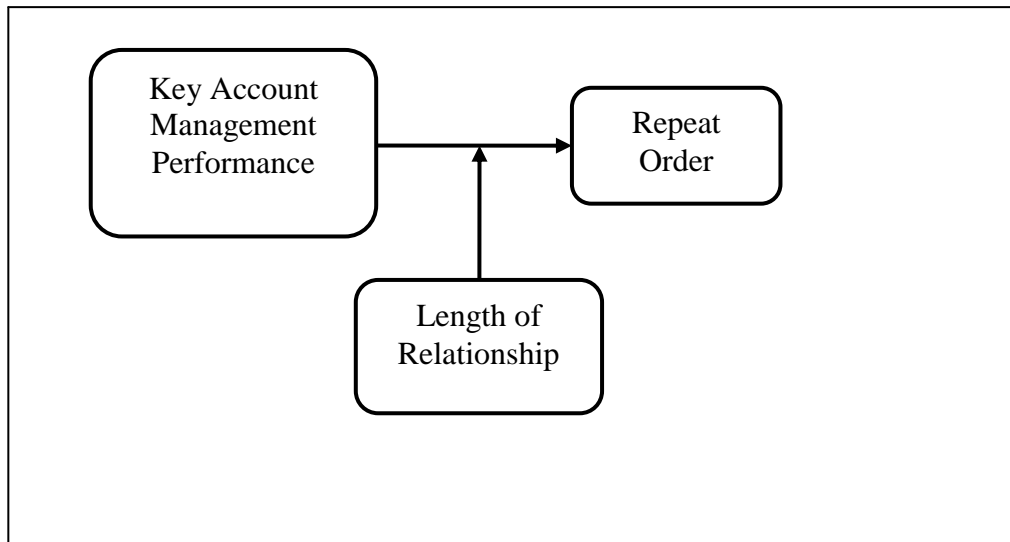 Key Account
Management
Performance
Repeat
Order
Length of
Relationship